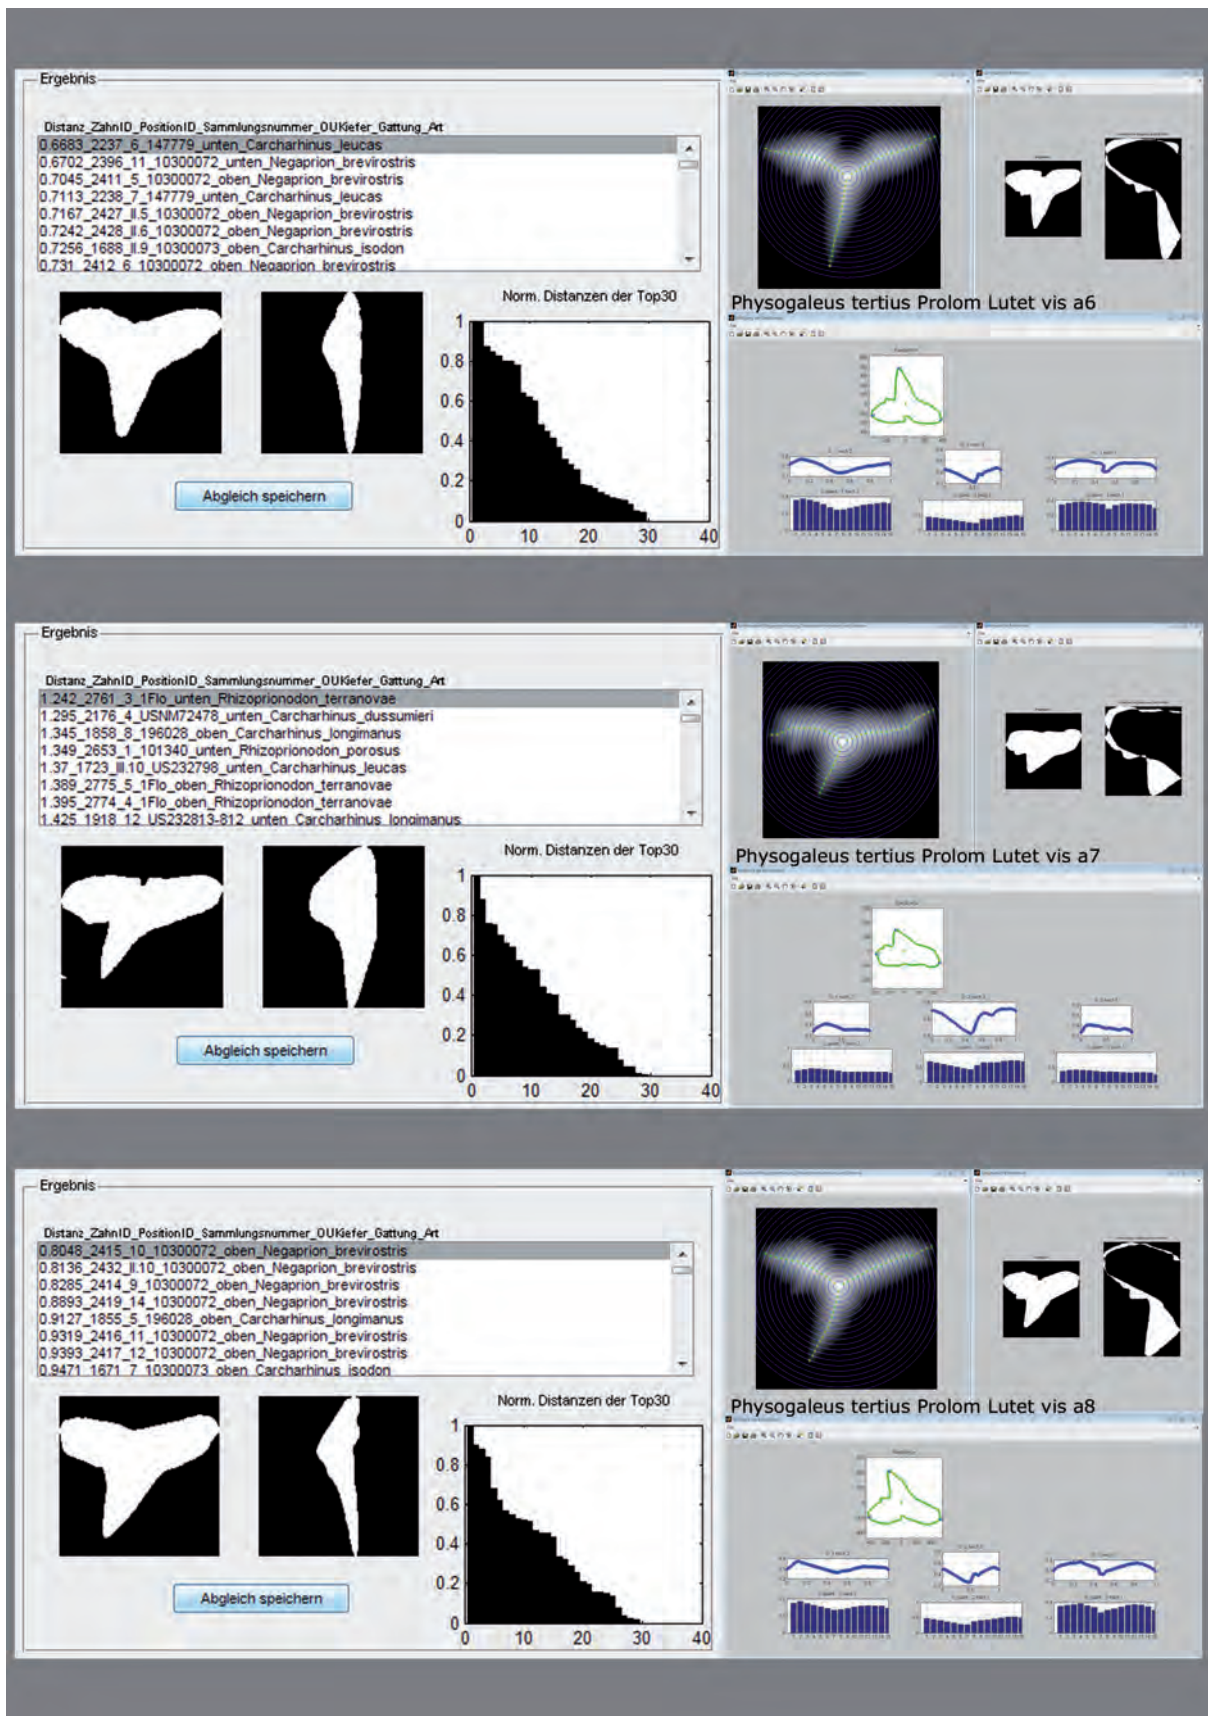 Ergebnis
Distanz_ZahnID_PositionID_Sammlungsnummer_OUKiefer_Gattung_Art
0.6683_2237_6_147779_unten_Carcharhinus_leucas
0.6702_2396_11_10300072_unten_Negaprion_brevirostris
0.7045_2411_5_10300072_oben_Negaprion_brevirostris
0.7113_2238_7_147779_unten_Carcharhinus_leucas
0.7167_2427_II.5_10300072_oben_Negaprion_brevirostris
0.7242_2428_II.6_10300072_oben_Negaprion_brevirostris
0.7256_1688_II.9_10300073_oben_Carcharhinus_isodon
0.731_2412_6_10300072_oben_Negaprion_brevirostris
Norm. Distanzen der Top30
1
0.8
0.6
0.4
0.2
0
0 10 20 30 40
Abgleich speichern
Physogaleus tertius Prolom Lutet vis a6
Ergebnis
Distanz_ZahnID_PositionID_Sammlungsnummer_OUKiefer_Gattung_Art
1.242_2761_3_1Flo_unten_Rhizoprionodon_terranovae
1.295_2176_4_USNM72478_unten_Carcharhinus_dussumieri
1.345_1858_8_196028_oben_Carcharhinus_longimanus
1.349_2653_1_101340_unten_Rhizoprionodon_porosus
1.37_1723_III.10_US232798_unten_Carcharhinus_leucas
1.389_2775_5_1Flo_oben_Rhizoprionodon_terranovae
1.395_2774_4_1Flo_oben_Rhizoprionodon_terranovae
1.425_1918_12_US232813-812_unten_Carcharhinus_longimanus
Norm. Distanzen der Top30
1
0.8
0.6
0.4
0.2
0
0 10 20 30 40
Abgleich speichern
Physogaleus tertius Prolom Lutet vis a7
Ergebnis
Distanz_ZahnID_PositionID_Sammlungsnummer_OUKiefer_Gattung_Art
0.8048_2415_10_10300072_oben_Negaprion_brevirostris
0.8136_2432_II.10_10300072_oben_Negaprion_brevirostris
0.8285_2414_9_10300072_oben_Negaprion_brevirostris
0.8893_2419_14_10300072_oben_Negaprion_brevirostris
0.9127_1855_5_196028_oben_Carcharhinus_longimanus
0.9319_2416_11_10300072_oben_Negaprion_brevirostris
0.9393_2417_12_10300072_oben_Negaprion_brevirostris
0.9471_1671_7_10300073_oben_Carcharhinus_isodon
Norm. Distanzen der Top30
1
0.8
0.6
0.4
0.2
0
0 10 20 30 40
Abgleich speichern
Physogaleus tertius Prolom Lutet vis a8